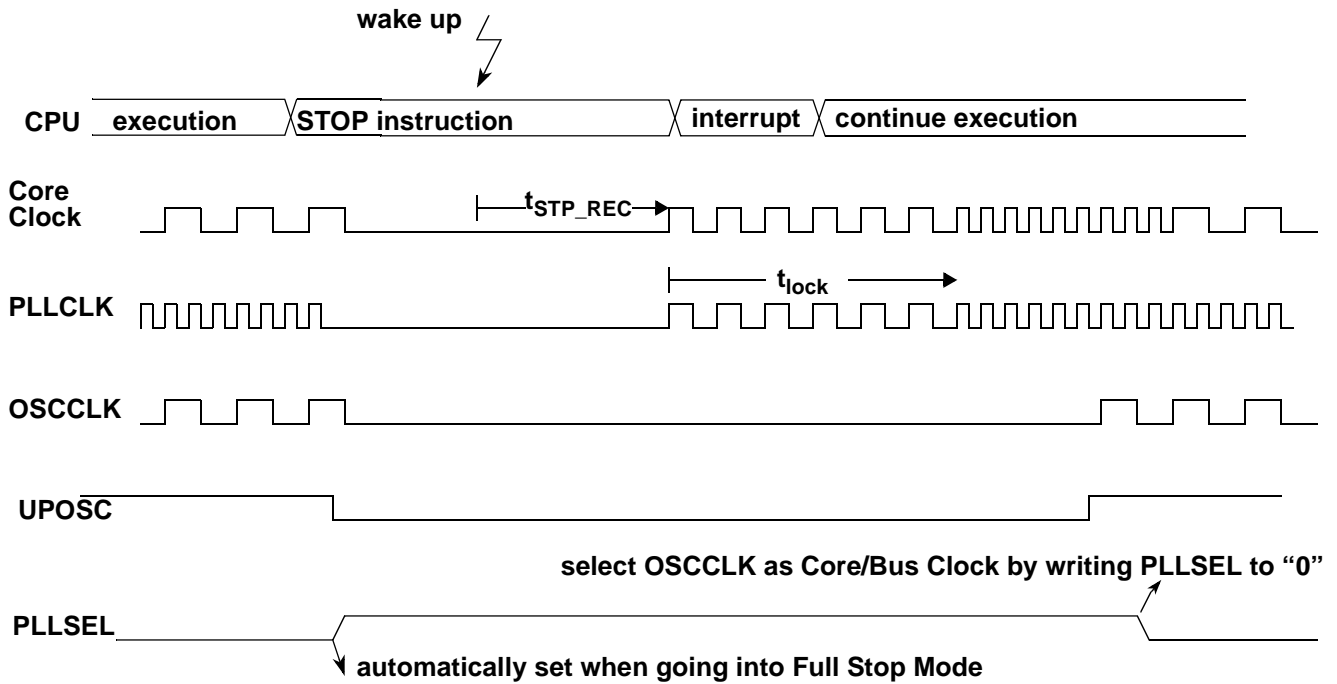 wake up
CPU execution STOP instruction interrupt continue execution
Core
Clock
tSTP_REC
tlock
PLLCLK
OSCCLK
UPOSC
select OSCCLK as Core/Bus Clock by writing PLLSEL to “0”
PLLSEL
automatically set when going into Full Stop Mode